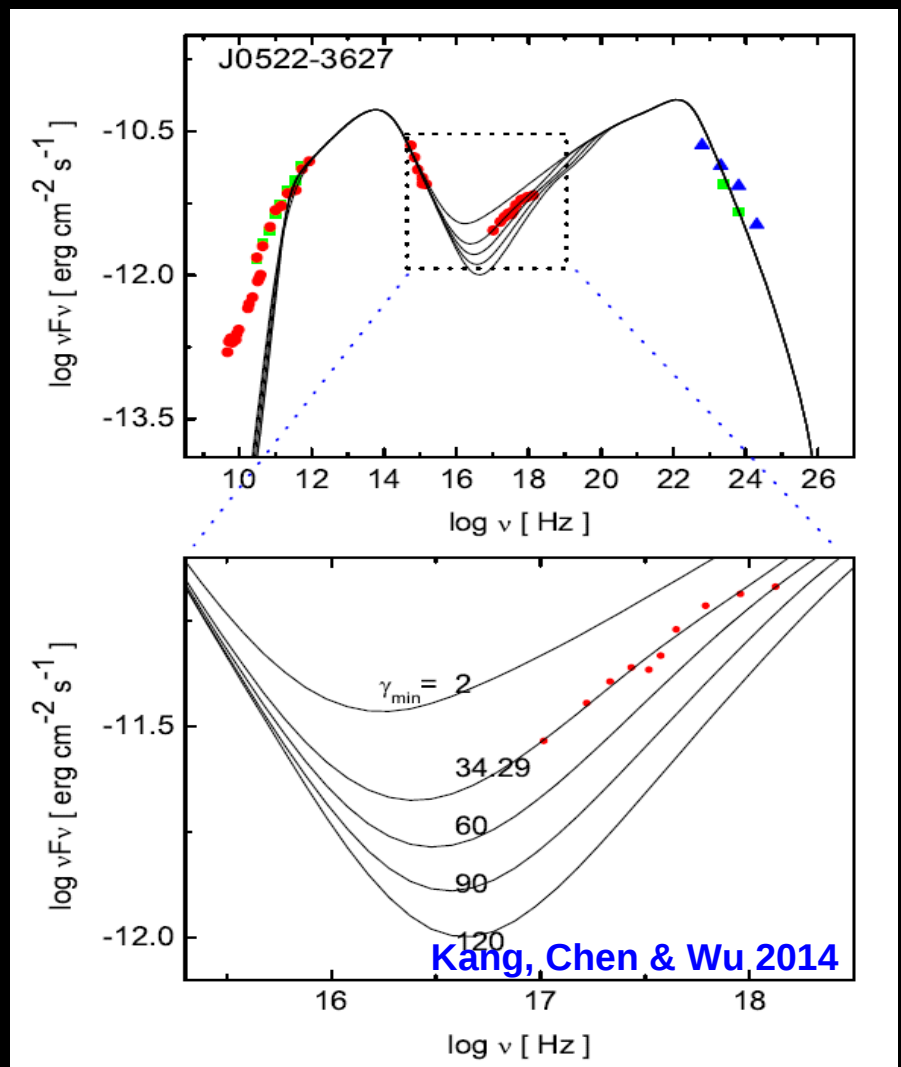 J0522-3627
log νFν [ erg cm⁻² s⁻¹ ]
-10.5
-12.0
-13.5
10 12 14 16 18 20 22 24 26
log ν [ Hz ]
log νFν [ erg cm⁻² s⁻¹ ]
-11.5
-12.0
γmin= 2
34.29
60
90
120
Kang, Chen & Wu 2014
16 17 18
log ν [ Hz ]